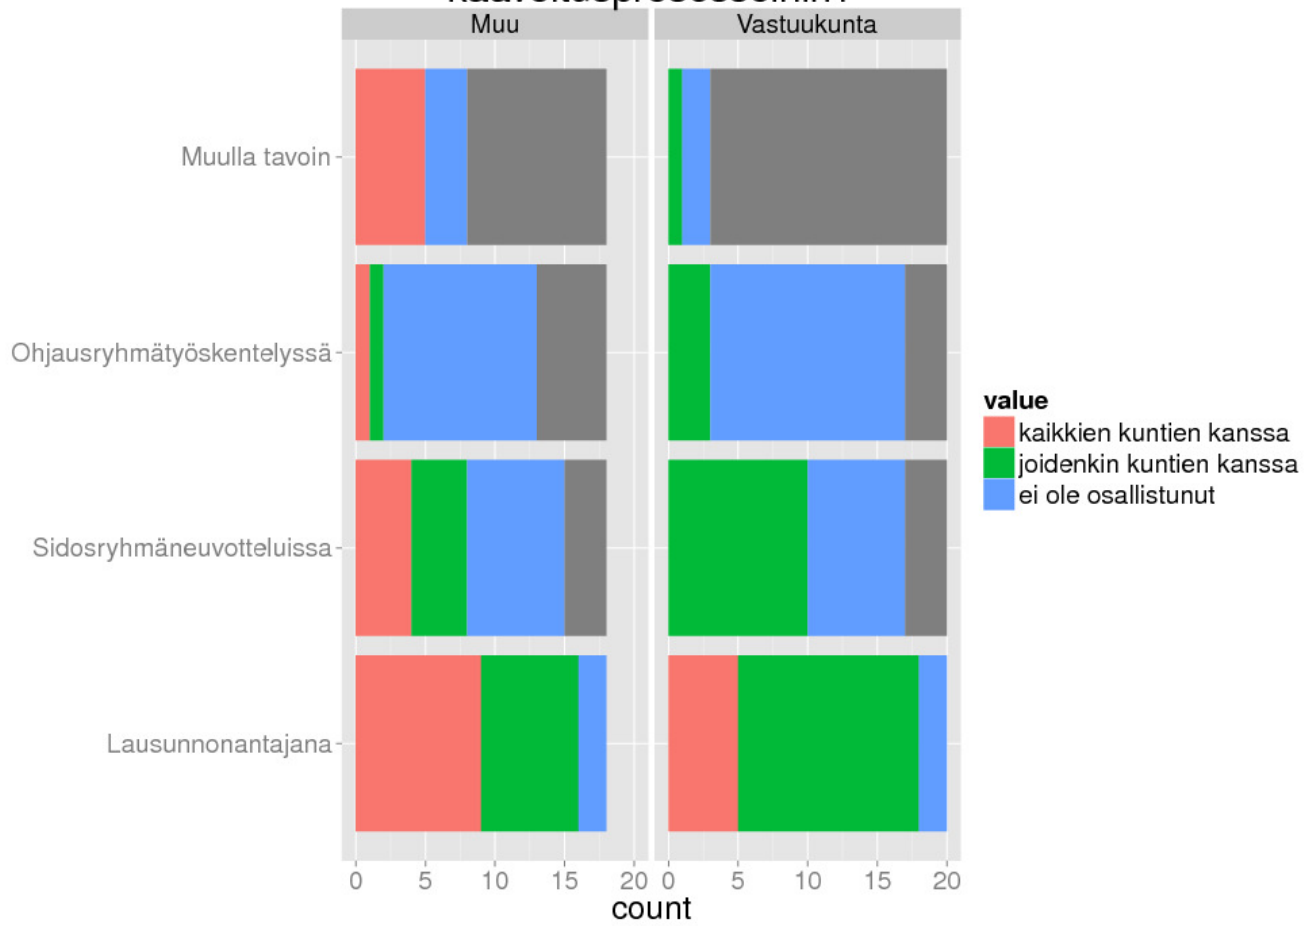 Muu
Vastuukunta
Muulla tavoin
Ohjausryhmätyöskentelyssä
Sidosryhmäneuvotteluissa
Lausunnonantajana
0 5 10 15 20 0 5 10 15 20
count
value
kaikkien kuntien kanssa
joidenkin kuntien kanssa
ei ole osallistunut